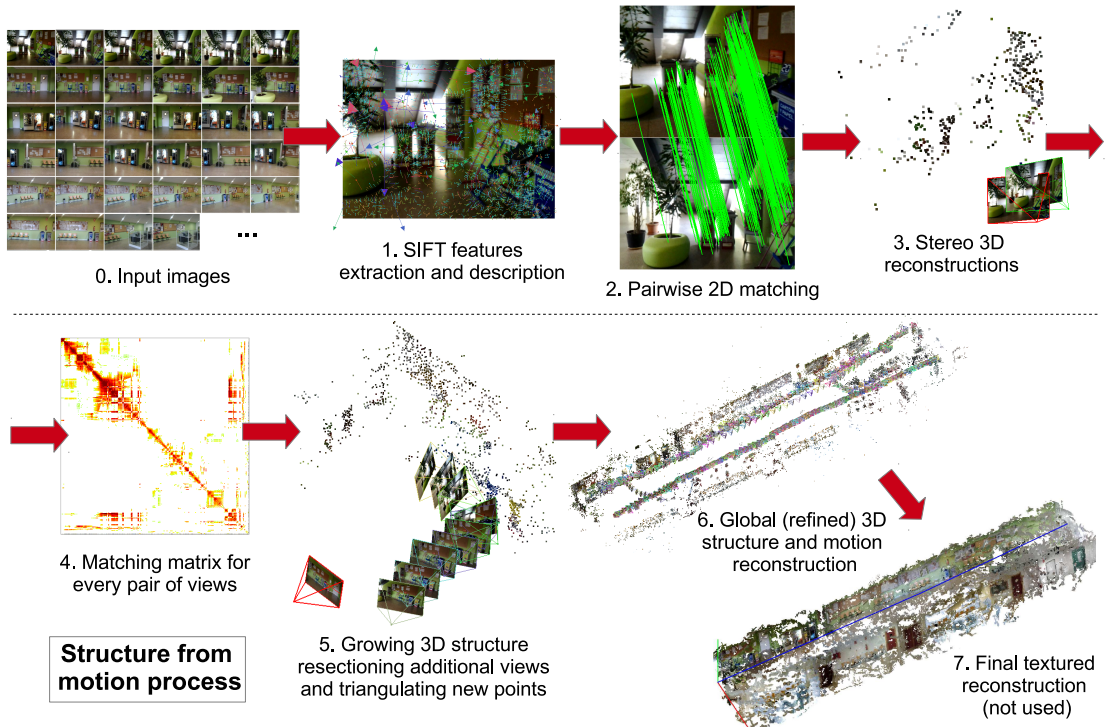 ...
0. Input images
1. SIFT features
extraction and description
2. Pairwise 2D matching
3. Stereo 3D
reconstructions
4. Matching matrix for
every pair of views
5. Growing 3D structure
resectioning additional views
and triangulating new points
6. Global (refined) 3D
structure and motion
reconstruction
7. Final textured
reconstruction
(not used)
Structure from
motion process